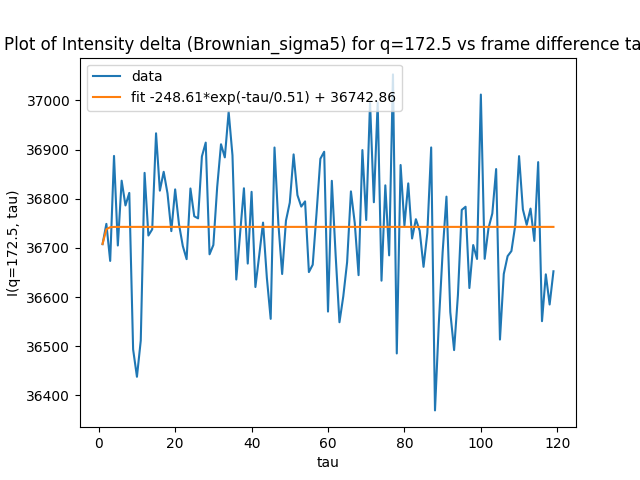 Plot of Intensity delta (Brownian_sigma5) for q=172.5 vs frame difference ta
data
fit -248.61*exp(-tau/0.51) + 36742.86
I(q=172.5, tau)
37000
36900
36800
36700
36600
36500
36400
0 20 40 60 80 100 120
tau